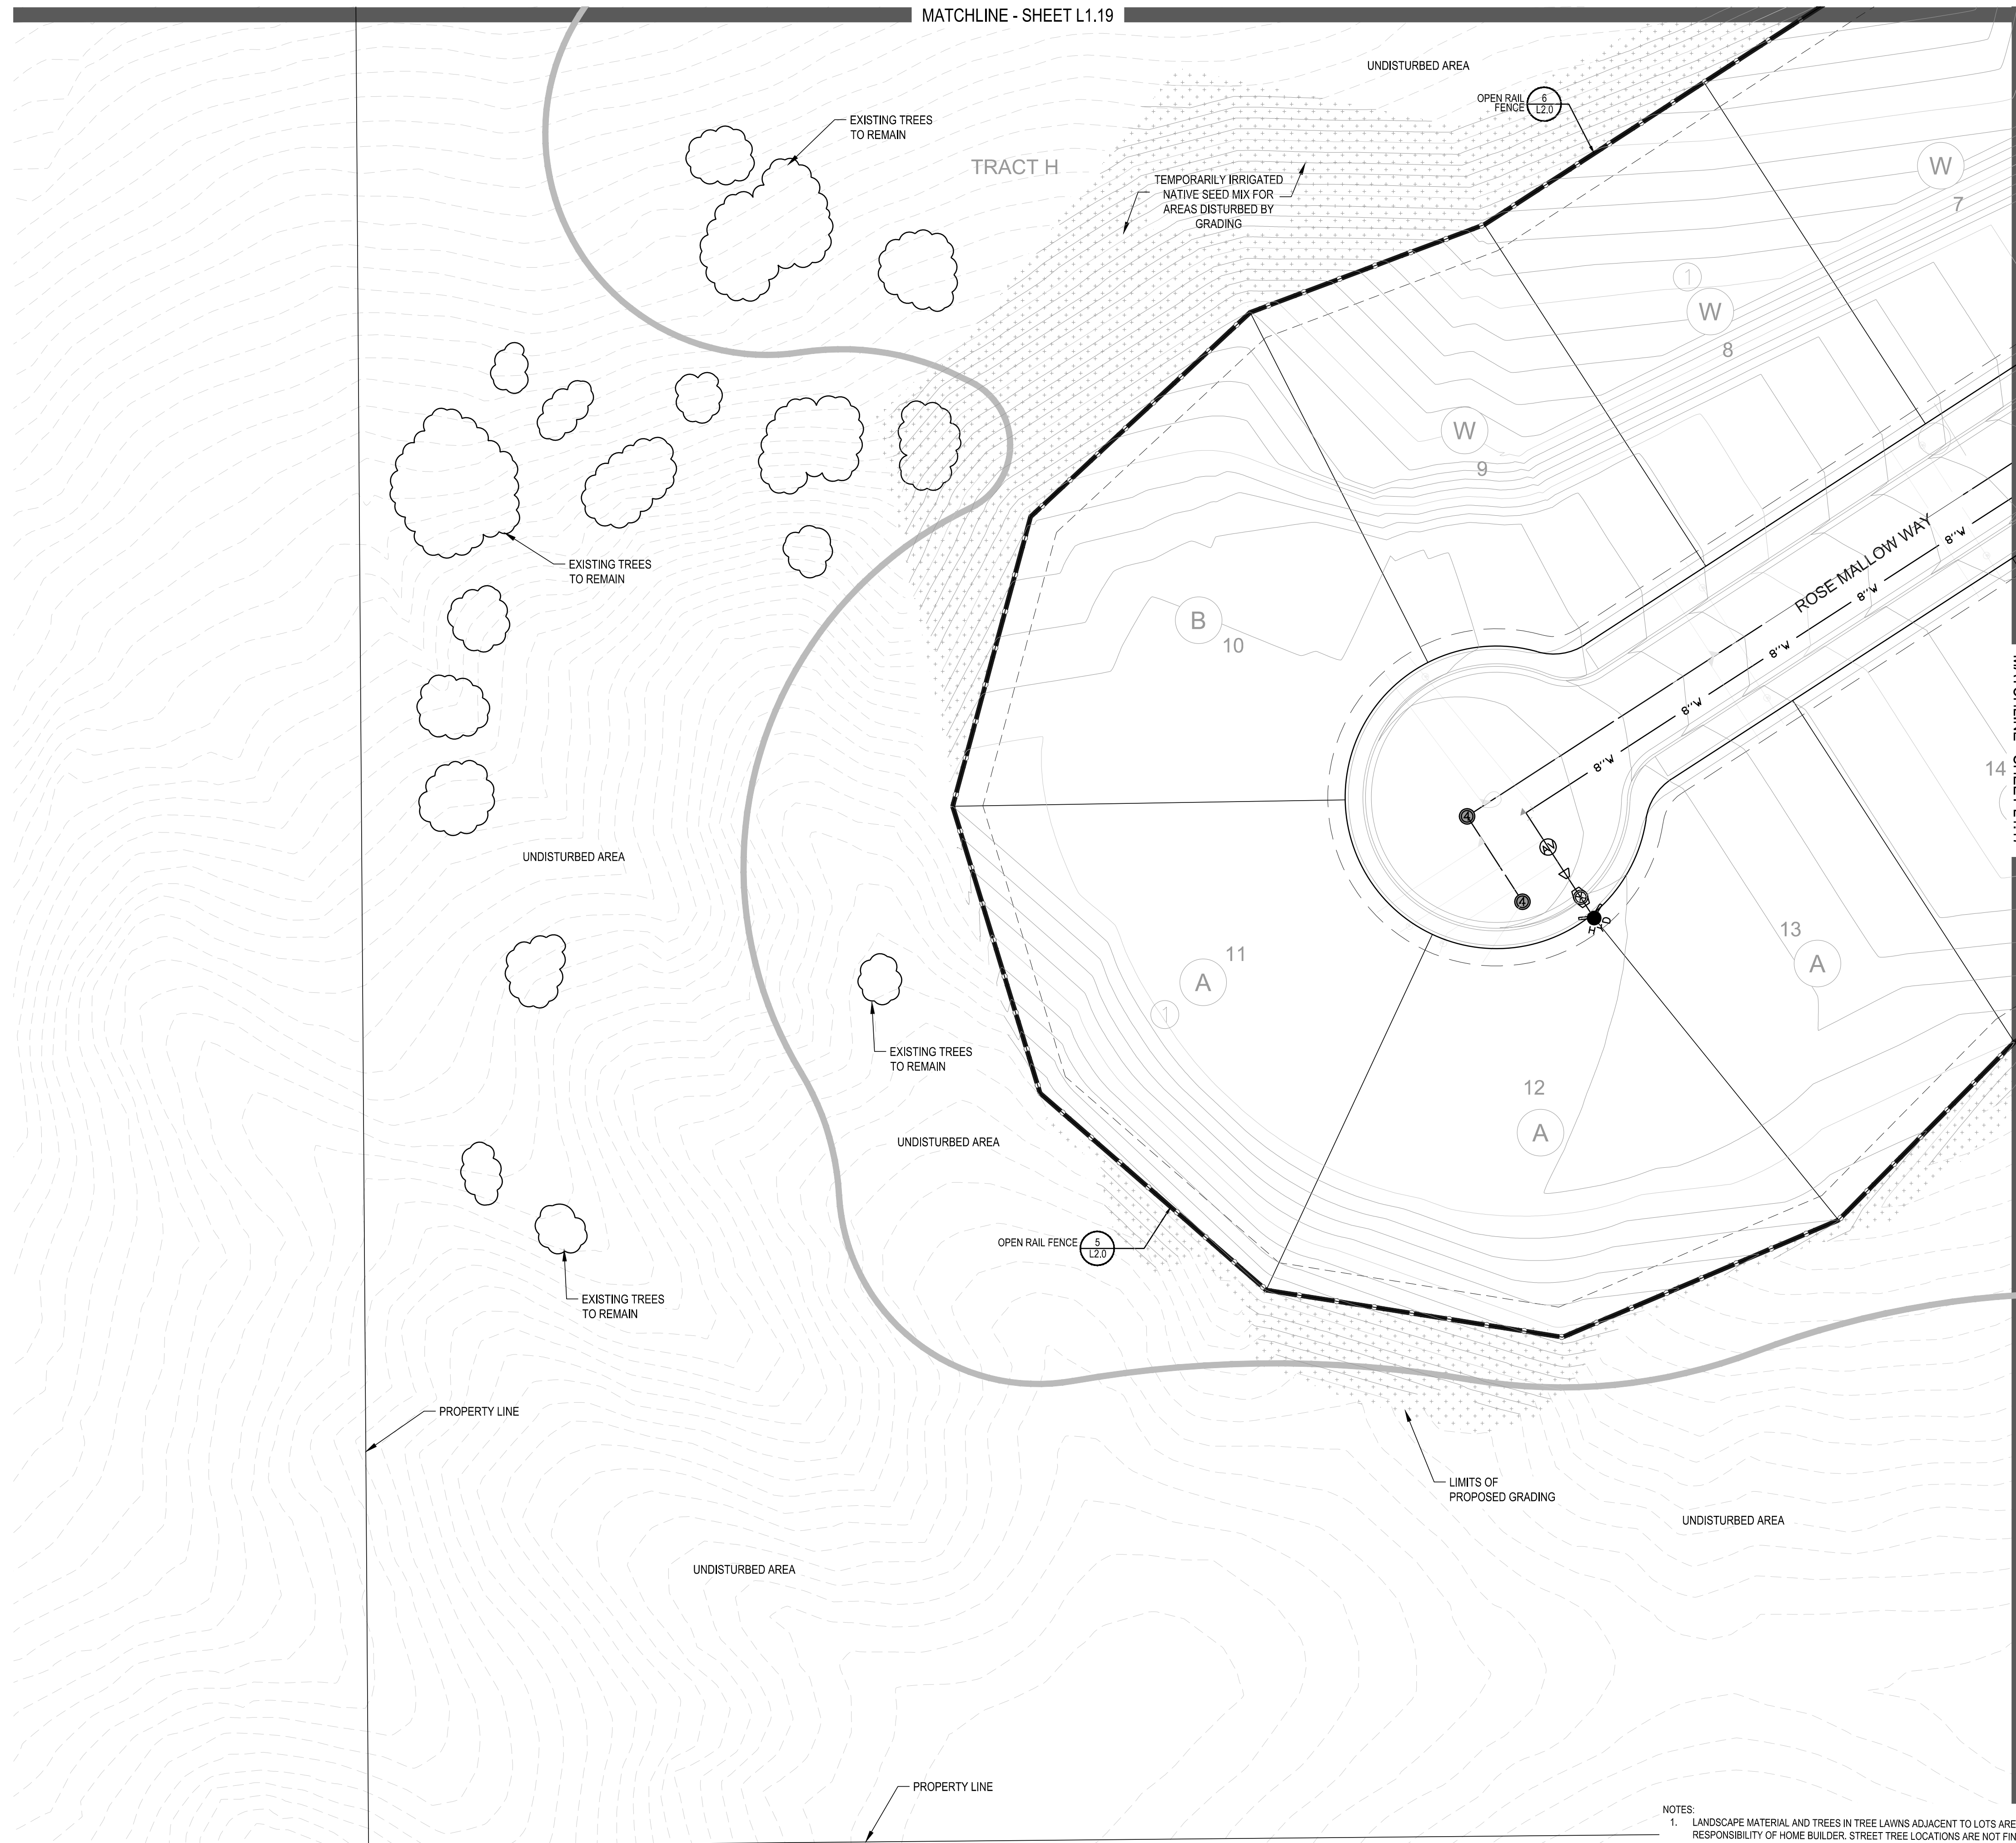 MATCHLINE - SHEET L1.19
UNDISTURBED AREA
OPEN RAIL
FENCE
6
L2.0
EXISTING TREES
TO REMAIN
TRACT H
TEMPORARILY IRRIGATED
NATIVE SEED MIX FOR
AREAS DISTURBED BY
GRADING
W
7
1
W
8
W
9
EXISTING TREES
TO REMAIN
ROSE MALLOW WAY
8"W
8"W
8"W
8"W
8"W
B
10
14
4
AV
4
HYD
UNDISTURBED AREA
13
A
11
A
1
EXISTING TREES
TO REMAIN
12
A
UNDISTURBED AREA
OPEN RAIL FENCE
5
L2.0
EXISTING TREES
TO REMAIN
PROPERTY LINE
LIMITS OF
PROPOSED GRADING
UNDISTURBED AREA
UNDISTURBED AREA
PROPERTY LINE
NOTES:
1. LANDSCAPE MATERIAL AND TREES IN TREE LAWNS ADJACENT TO LOTS ARE
RESPONSIBILITY OF HOME BUILDER. STREET TREE LOCATIONS ARE NOT